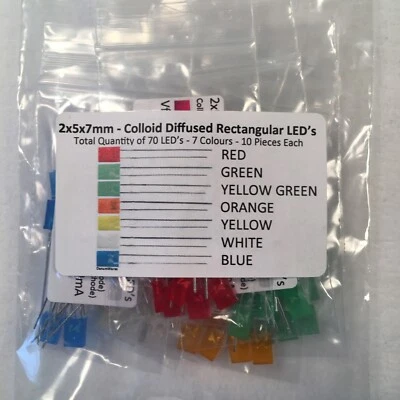 2x5x7mm - Colloid Diffused Rectangular LED's
Total Quantity of 70 LED's - 7 Colours - 10 Pieces Each
RED
GREEN
YELLOW GREEN
ORANGE
YELLOW
WHITE
BLUE